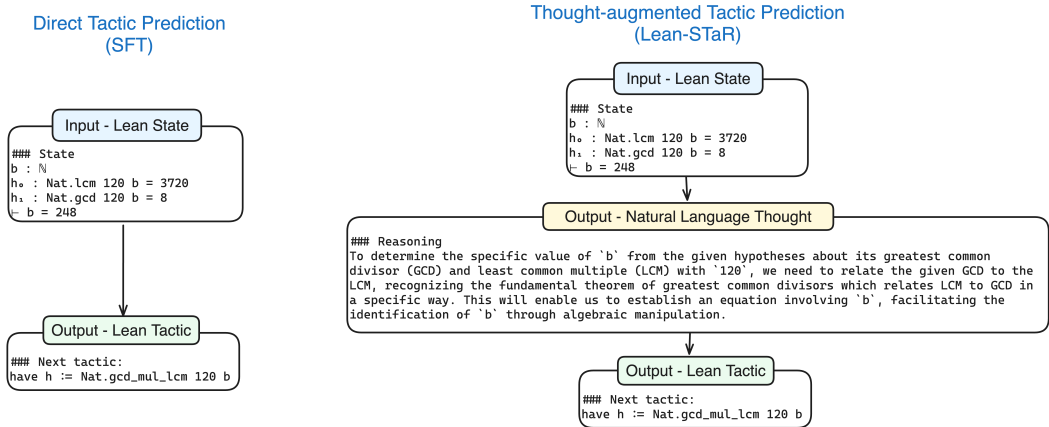 Direct Tactic Prediction
(SFT)
Input - Lean State
### State
b : ℕ
h₀ : Nat.lcm 120 b = 3720
h₁ : Nat.gcd 120 b = 8
⊢ b = 248
Output - Lean Tactic
### Next tactic:
have h := Nat.gcd_mul_lcm 120 b
Thought-augmented Tactic Prediction
(Lean-STaR)
Input - Lean State
### State
b : ℕ
h₀ : Nat.lcm 120 b = 3720
h₁ : Nat.gcd 120 b = 8
⊢ b = 248
Output - Natural Language Thought
### Reasoning
To determine the specific value of `b` from the given hypotheses about its greatest common
divisor (GCD) and least common multiple (LCM) with `120`, we need to relate the given GCD to the
LCM, recognizing the fundamental theorem of greatest common divisors which relates LCM to GCD in
a specific way. This will enable us to establish an equation involving `b`, facilitating the
identification of `b` through algebraic manipulation.
Output - Lean Tactic
### Next tactic:
have h := Nat.gcd_mul_lcm 120 b